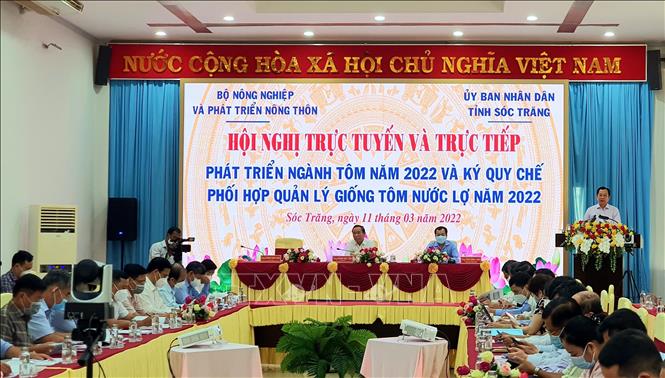 NƯỚC CỘNG HÒA XÃ HỘI CHỦ NGHĨA VIỆT NAM
BỘ NÔNG NGHIỆP
VÀ PHÁT TRIỂN NÔNG THÔN
ỦY BAN NHÂN DÂN
TỈNH SÓC TRĂNG
HỘI NGHỊ TRỰC TUYẾN VÀ TRỰC TIẾP
PHÁT TRIỂN NGÀNH TÔM NĂM 2022 VÀ KÝ QUY CHẾ
PHỐI HỢP QUẢN LÝ GIỐNG TÔM NƯỚC LỢ NĂM 2022
Sóc Trăng, ngày 11 tháng 03 năm 2022